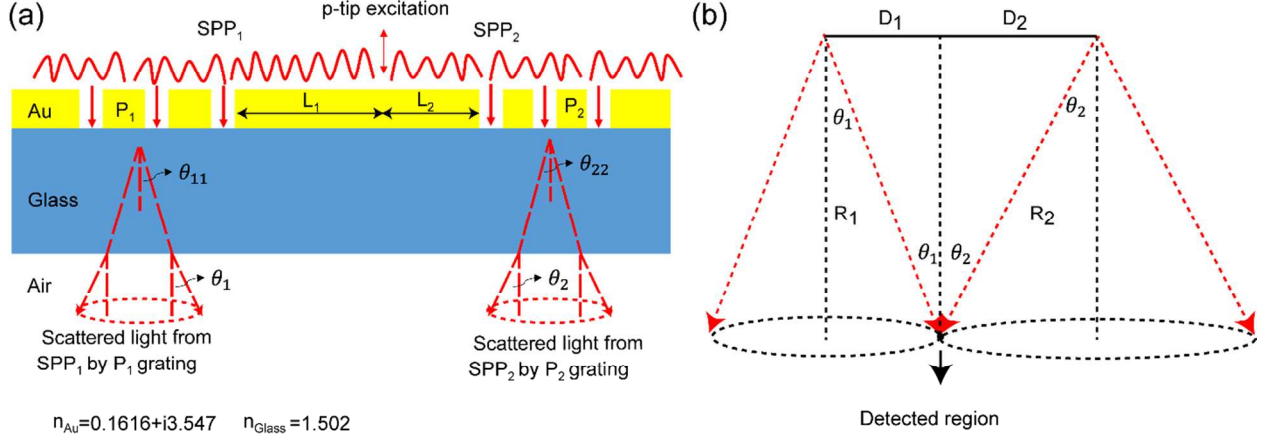 (a)
p-tip excitation
SPP₁
SPP₂
Au
P₁
L₁
L₂
P₂
θ₁₁
θ₂₂
Glass
Air
θ₁
θ₂
Scattered light from
SPP₁ by P₁ grating
Scattered light from
SPP₂ by P₂ grating
n_Au=0.1616+i3.547 n_Glass=1.502
(b)
D₁
D₂
θ₁
θ₂
R₁
R₂
θ₁
θ₂
Detected region